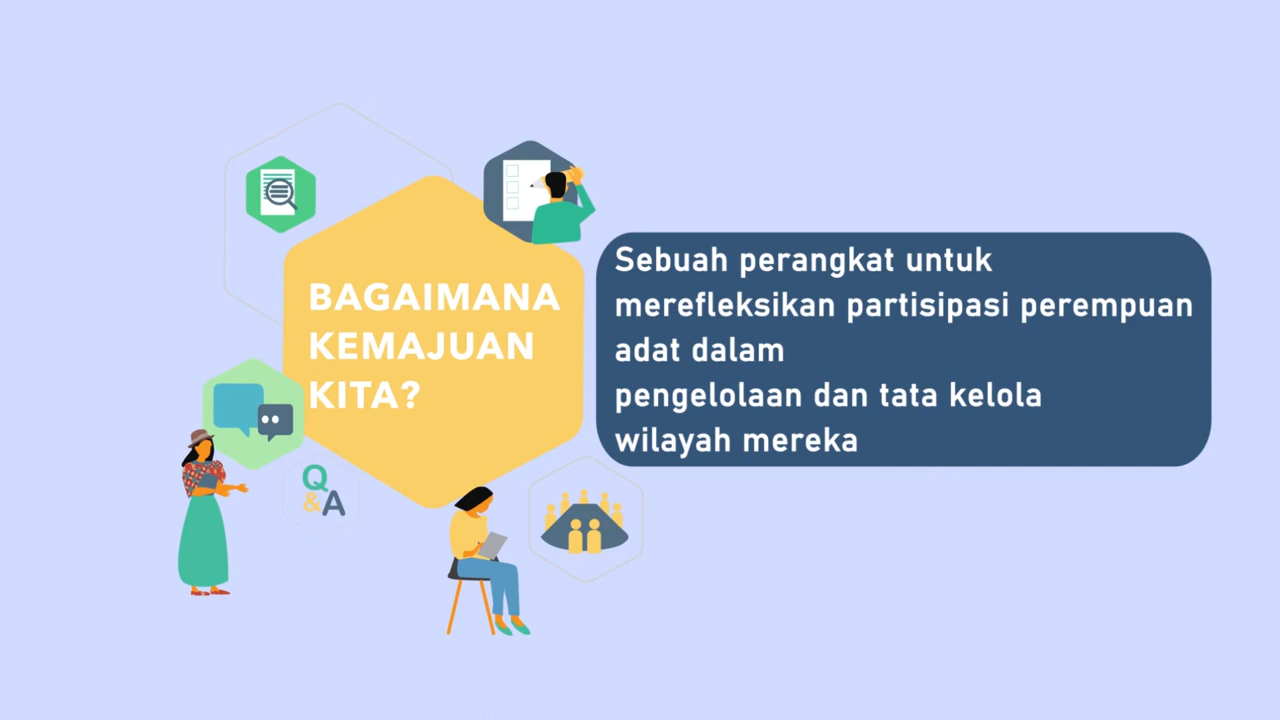 BAGAIMANA
KEMAJUAN
KITA?
Q
&A
Sebuah perangkat untuk
merefleksikan partisipasi perempuan
adat dalam
pengelolaan dan tata kelola
wilayah mereka